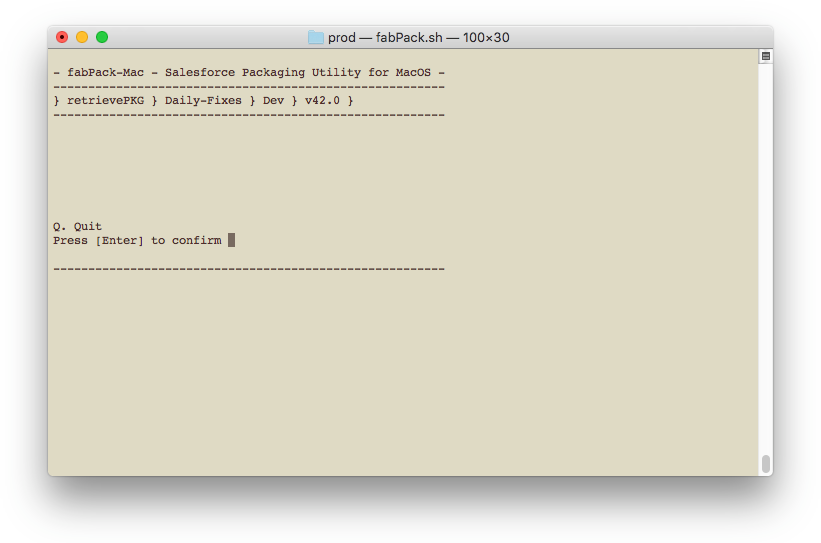 prod — fabPack.sh — 100×30
- fabPack-Mac - Salesforce Packaging Utility for MacOS -
--------------------------------------------------------
} retrievePKG } Daily-Fixes } Dev } v42.0 }
--------------------------------------------------------
Q. Quit
Press [Enter] to confirm
--------------------------------------------------------